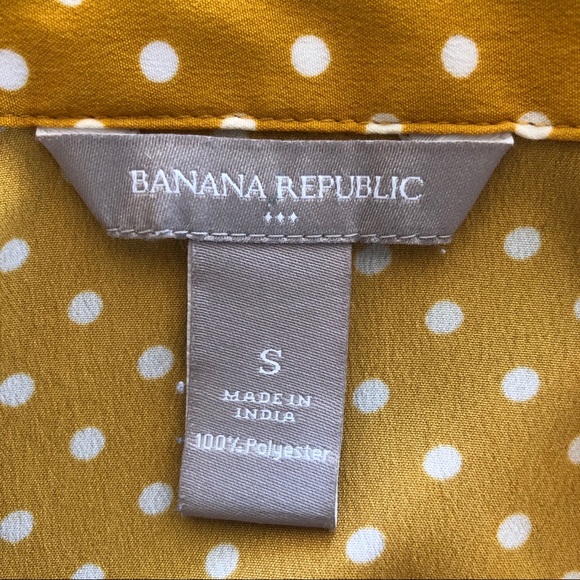 BANANA REPUBLIC
S
MADE IN
INDIA
100% Polyester